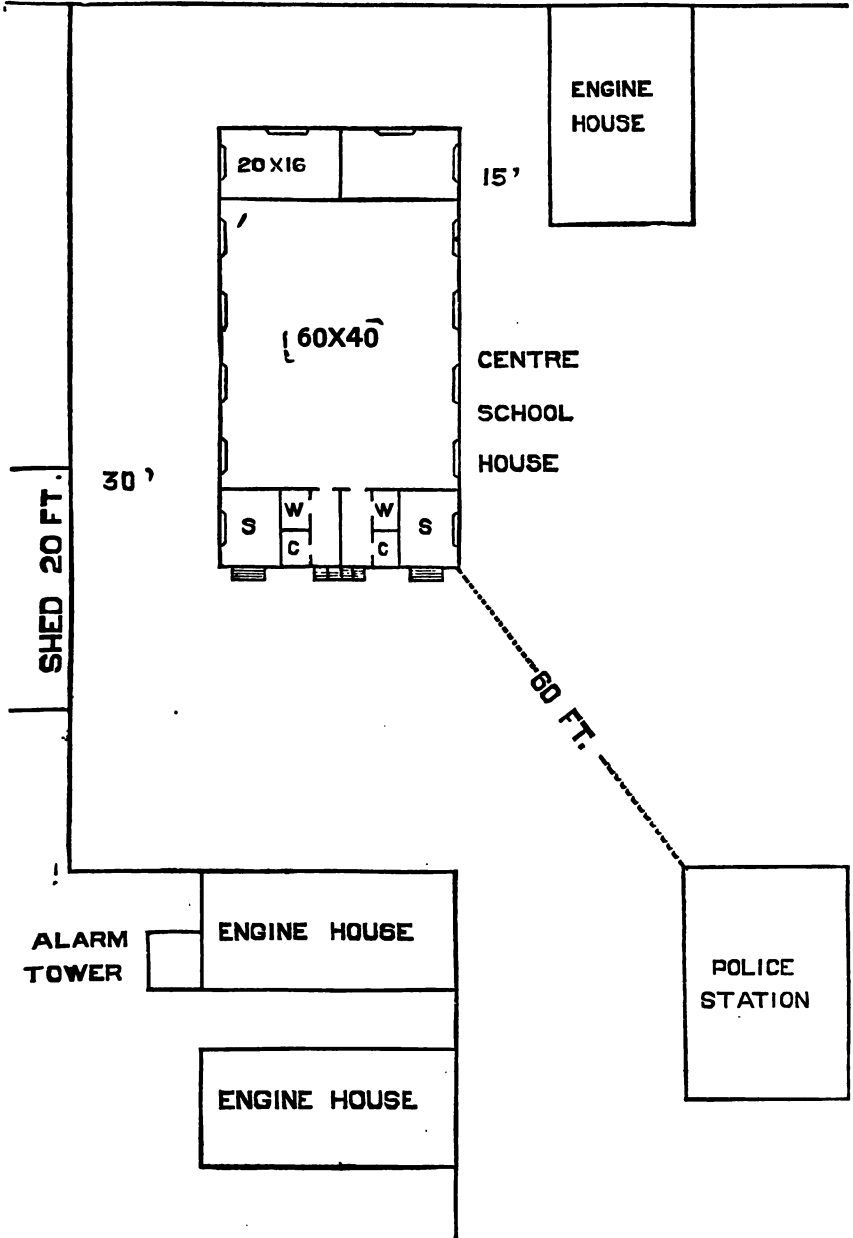 ENGINE
HOUSE
20X16
15'
60X40
CENTRE
SCHOOL
HOUSE
30'
SHED 20 FT.
S
W
W
S
C
C
60 FT.
ALARM
TOWER
ENGINE HOUSE
POLICE
STATION
ENGINE HOUSE